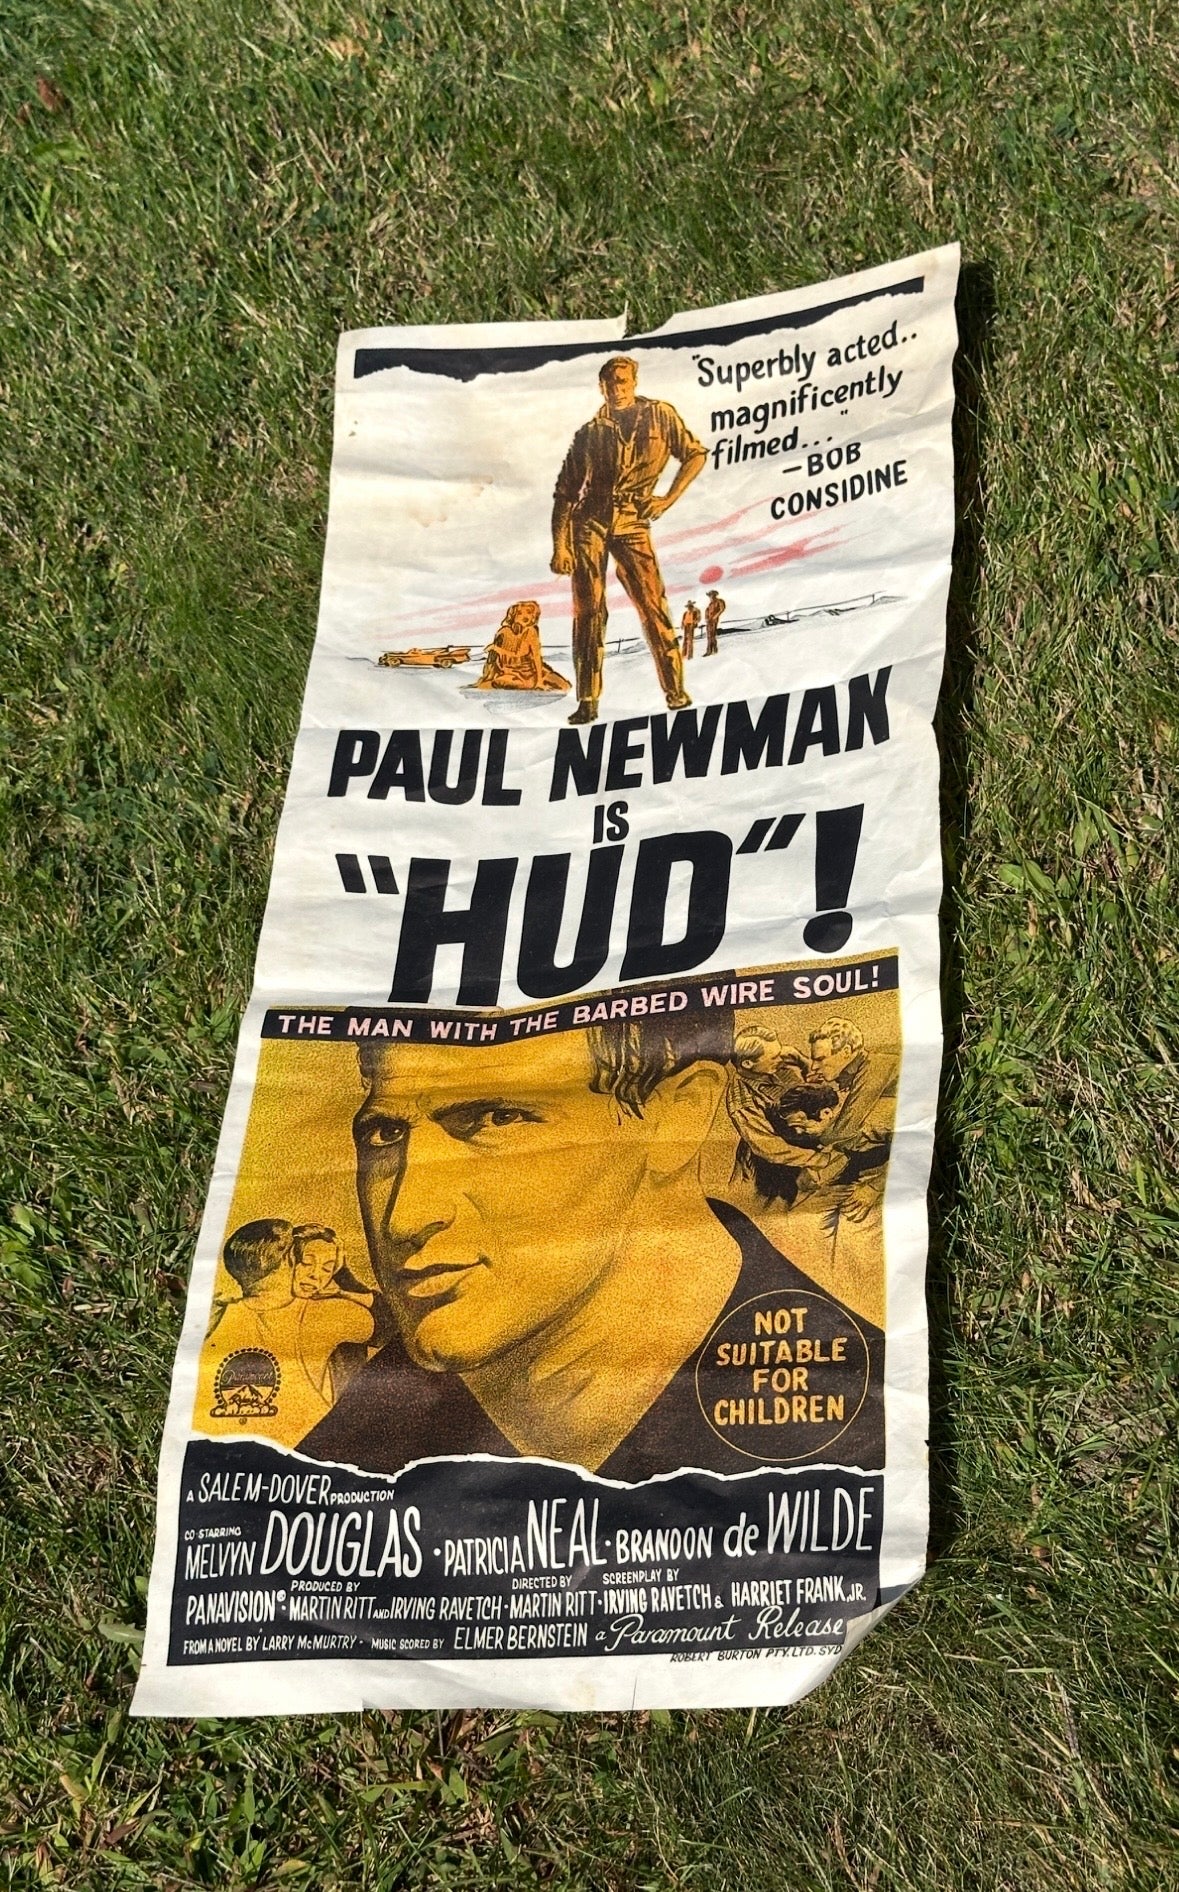 "Superbly acted..
magnificently
filmed..."
—BOB
CONSIDINE
PAUL NEWMAN
IS
"HUD"!
THE MAN WITH THE BARBED WIRE SOUL!
NOT
SUITABLE
FOR
CHILDREN
Paramount
A SALEM-DOVER PRODUCTION
CO-STARRING
MELVYN DOUGLAS · PATRICIA NEAL · BRANDON de WILDE
PRODUCED BY DIRECTED BY SCREENPLAY BY
PANAVISION® · MARTIN RITT AND IRVING RAVETCH · MARTIN RITT · IRVING RAVETCH & HARRIET FRANK, JR.
FROM A NOVEL BY LARRY McMURTRY · MUSIC SCORED BY ELMER BERNSTEIN a Paramount Release
ROBERT BURTON PTY. LTD. SYD